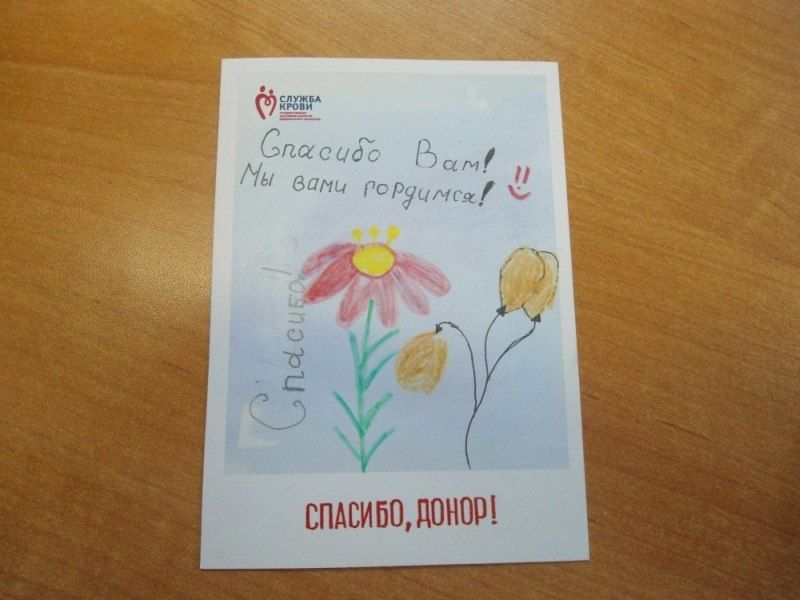 СЛУЖБА
КРОВИ
Спасибо Вам!
Мы вами гордимся!
Спасибо!
СПАСИБО, ДОНОР!